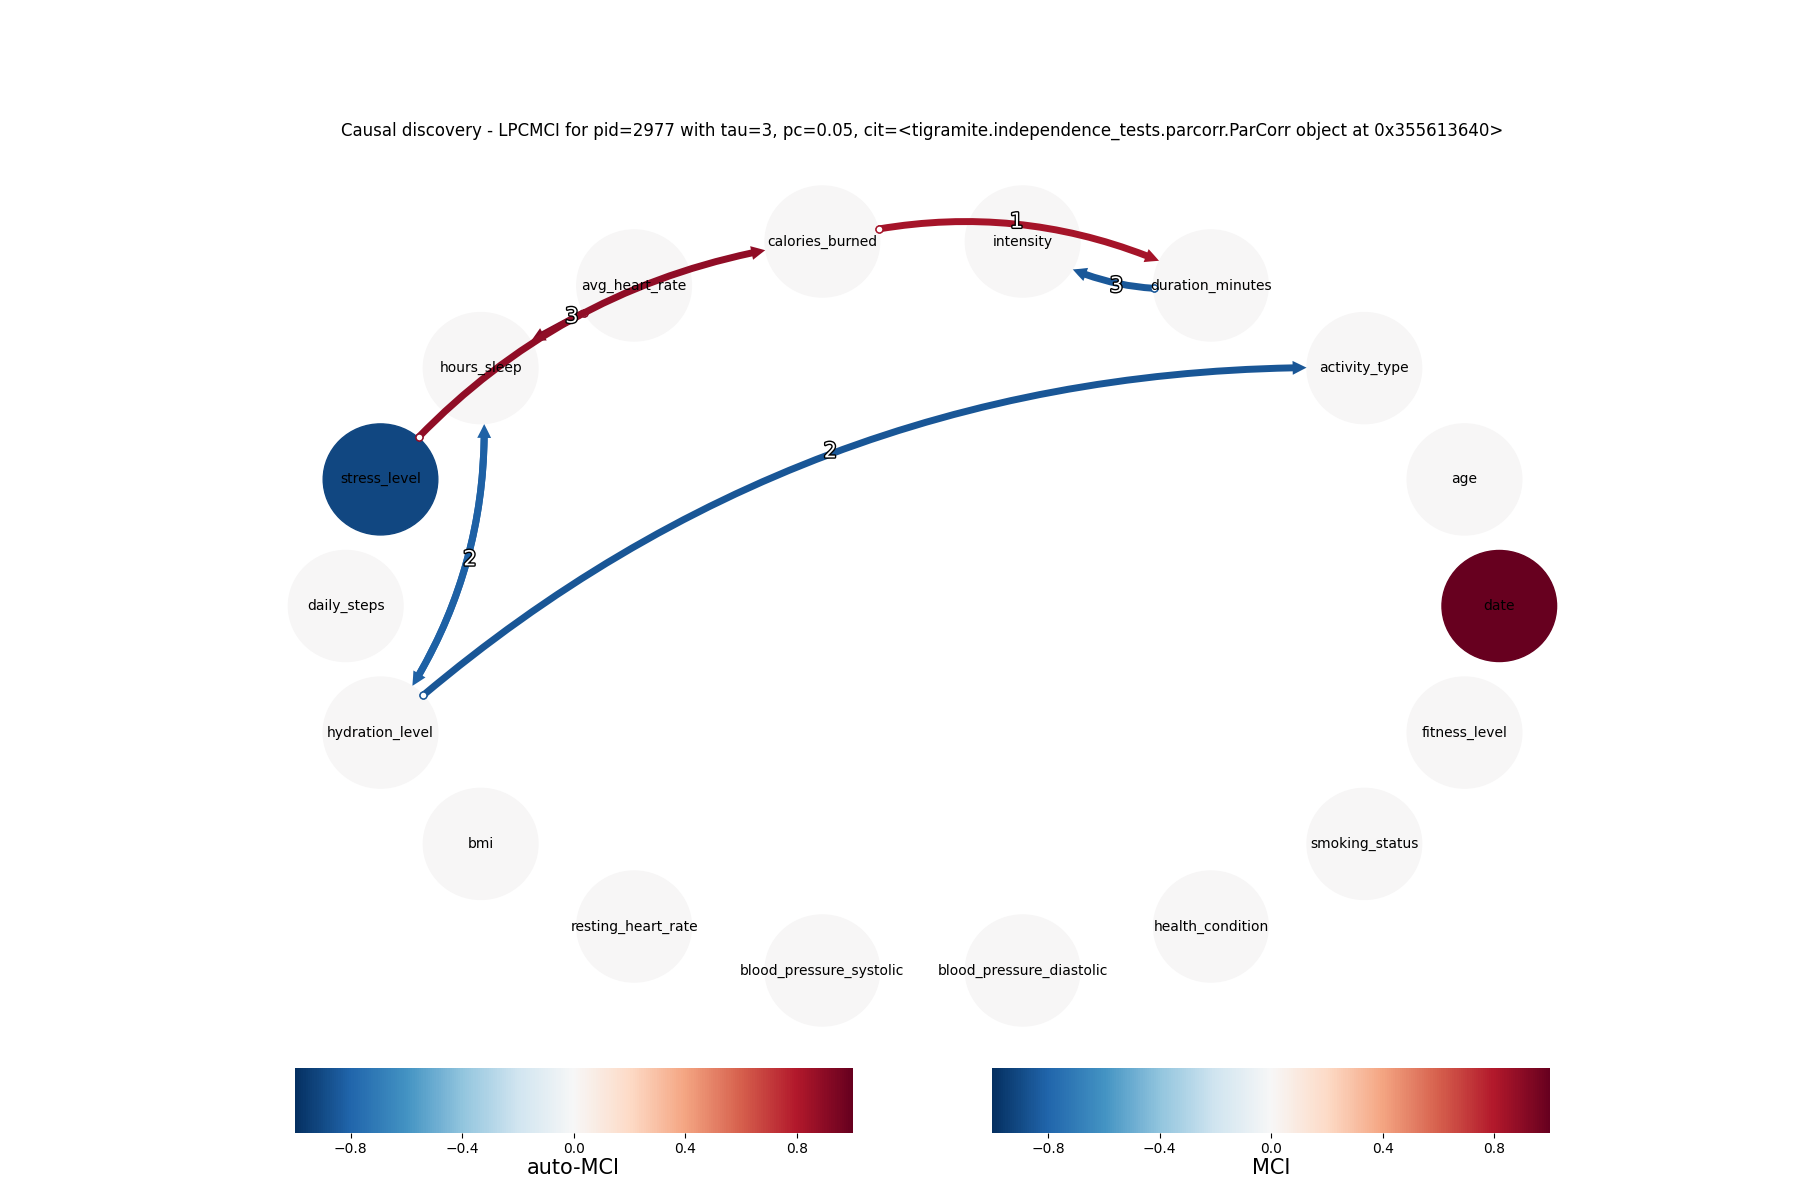 Causal discovery - LPCMCI for pid=2977 with tau=3, pc=0.05, cit=<tigramite.independence_tests.parcorr.ParCorr object at 0x355613640>
1
calories_burned
intensity
avg_heart_rate
3
duration_minutes
3
hours_sleep
activity_type
2
stress_level
age
2
daily_steps
date
hydration_level
fitness_level
bmi
smoking_status
resting_heart_rate
health_condition
blood_pressure_systolic
blood_pressure_diastolic
−0.8 −0.4 0.0 0.4 0.8
auto-MCI
−0.8 −0.4 0.0 0.4 0.8
MCI